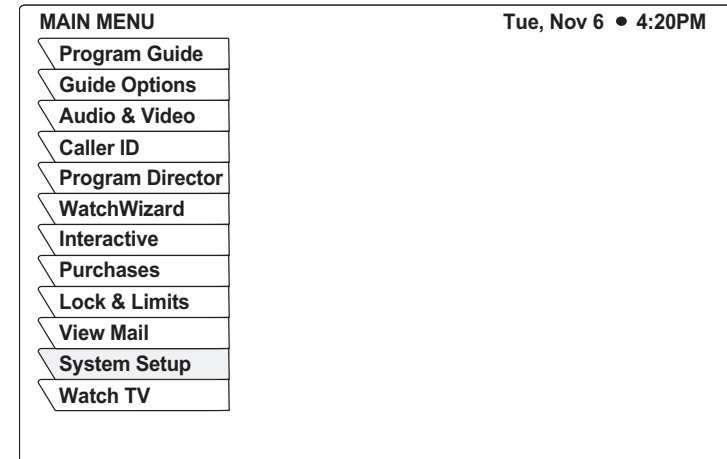 MAIN MENU Tue, Nov 6 ● 4:20PM
Program Guide
Guide Options
Audio & Video
Caller ID
Program Director
WatchWizard
Interactive
Purchases
Lock & Limits
View Mail
System Setup
Watch TV